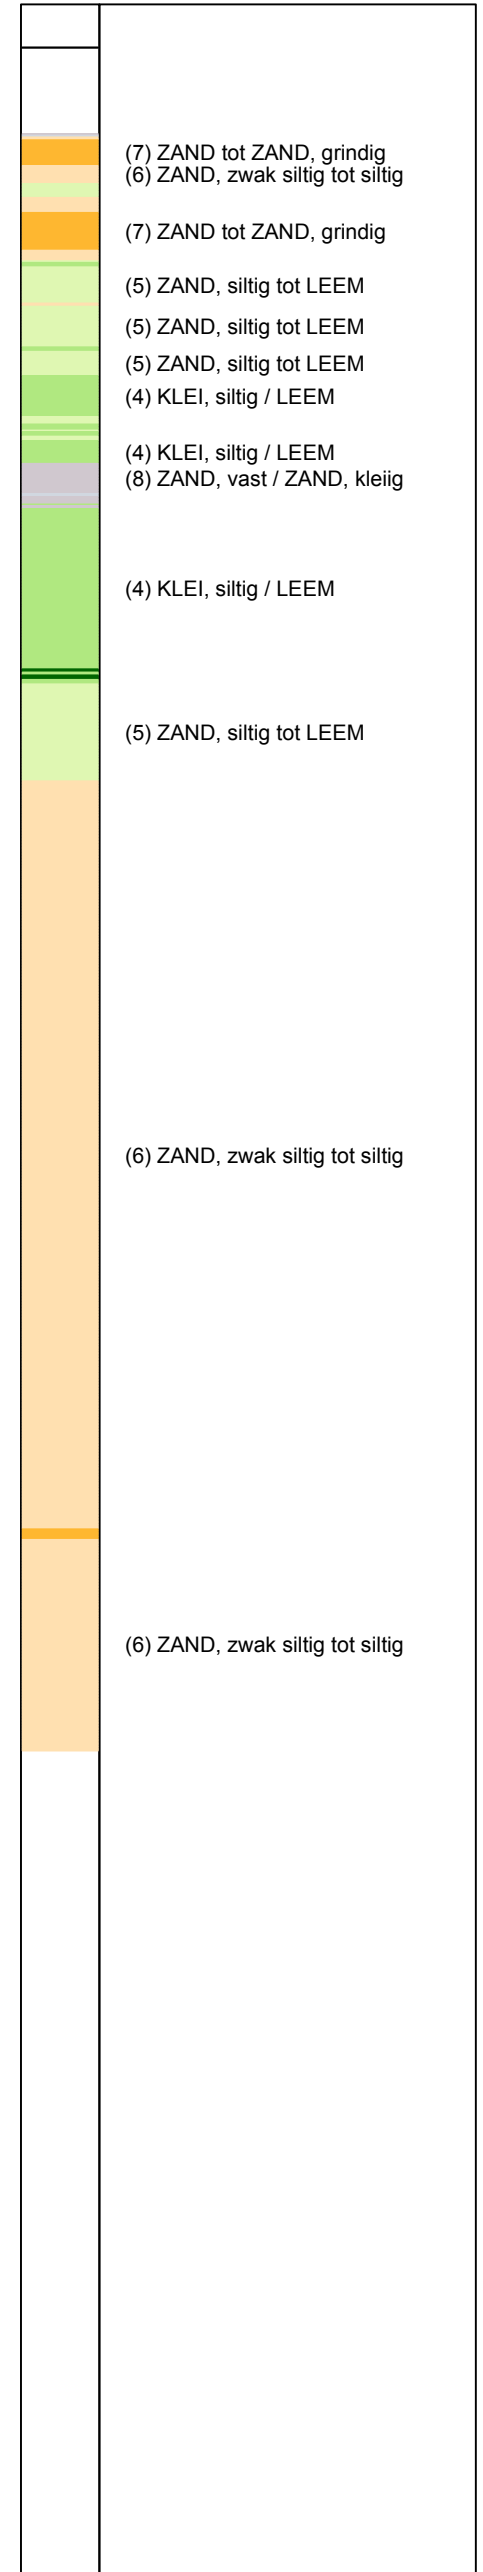 (7) ZAND tot ZAND, grindig
(6) ZAND, zwak siltig tot siltig
(7) ZAND tot ZAND, grindig
(5) ZAND, siltig tot LEEM
(5) ZAND, siltig tot LEEM
(5) ZAND, siltig tot LEEM
(4) KLEI, siltig / LEEM
(4) KLEI, siltig / LEEM
(8) ZAND, vast / ZAND, kleiig
(4) KLEI, siltig / LEEM
(5) ZAND, siltig tot LEEM
(6) ZAND, zwak siltig tot siltig
(6) ZAND, zwak siltig tot siltig